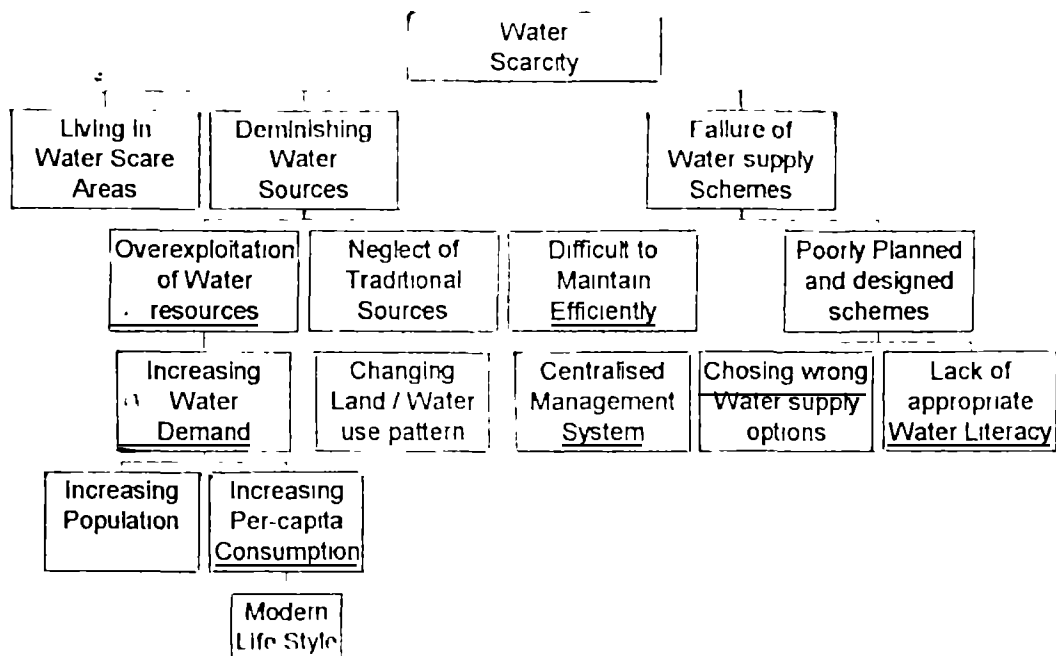 Water
Scarcity
Living in
Water Scare
Areas
Deminishing
Water
Sources
Failure of
Water supply
Schemes
Overexploitation
of Water
resources
Neglect of
Traditional
Sources
Difficult to
Maintain
Efficiently
Poorly Planned
and designed
schemes
Increasing
Water
Demand
Changing
Land / Water
use pattern
Centralised
Management
System
Chosing wrong
Water supply
options
Lack of
appropriate
Water Literacy
Increasing
Population
Increasing
Per-capita
Consumption
Modern
Life Style